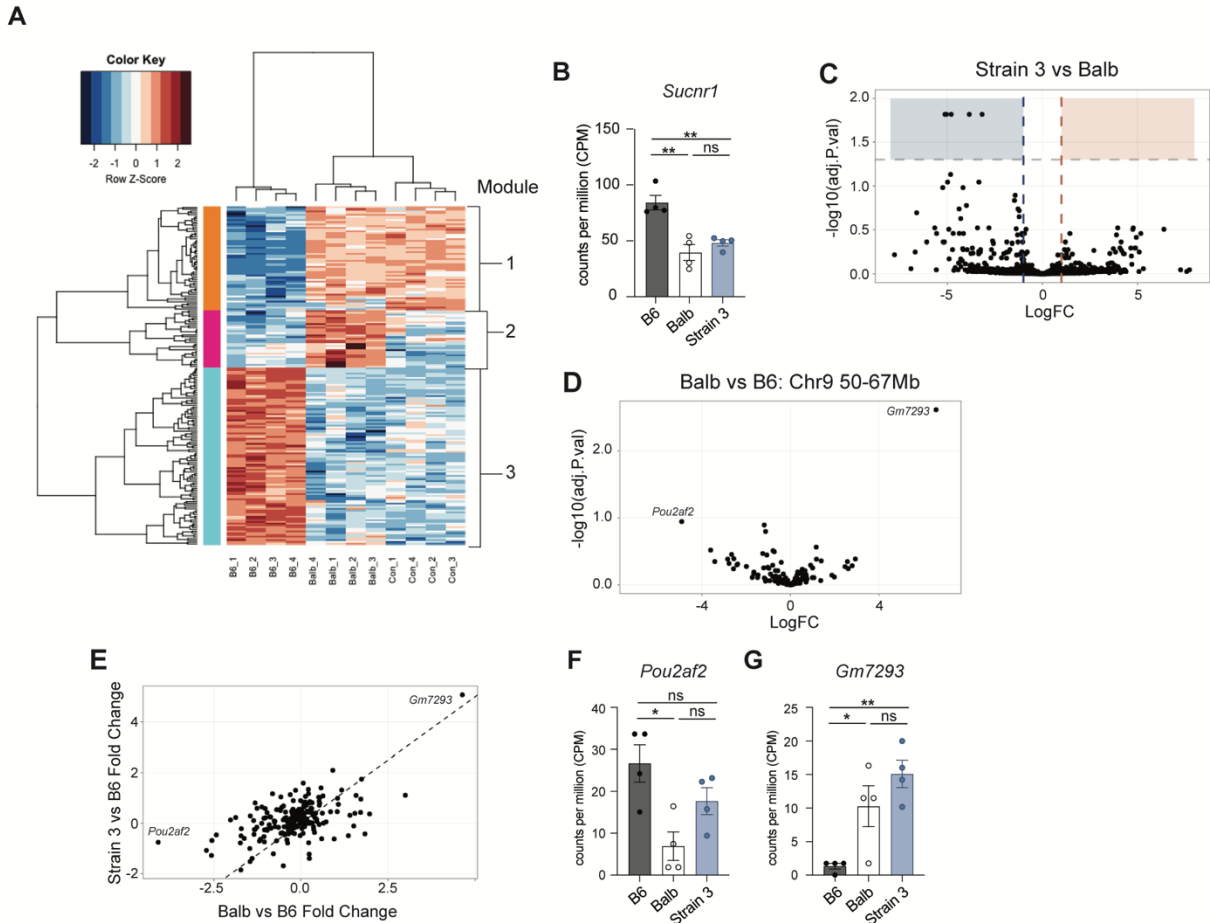 A
Color Key
-2 -1 0 1 2
Row Z-Score
Module
1
2
3
B6_1 B6_2 B6_3 B6_4 Balb_4 Balb_1 Balb_2 Balb_3 Con_1 Con_4 Con_2 Con_3
B
Sucnr1
counts per million (CPM)
150
100
50
0
**
** ns
B6 Balb Strain 3
C
Strain 3 vs Balb
-log10(adj.P.val)
2.0
1.5
1.0
0.5
0.0
-5 0 5
LogFC
D
Balb vs B6: Chr9 50-67Mb
Gm7293
Pou2af2
-log10(adj.P.val)
2.0
1.0
0.0
-4 0 4
LogFC
E
Gm7293
Pou2af2
Strain 3 vs B6 Fold Change
4
2
0
-2
-2.5 0.0 2.5
Balb vs B6 Fold Change
F
Pou2af2
counts per million (CPM)
40
30
20
10
0
ns
* ns
B6 Balb Strain 3
G
Gm7293
counts per million (CPM)
25
20
15
10
5
0
**
* ns
B6 Balb Strain 3